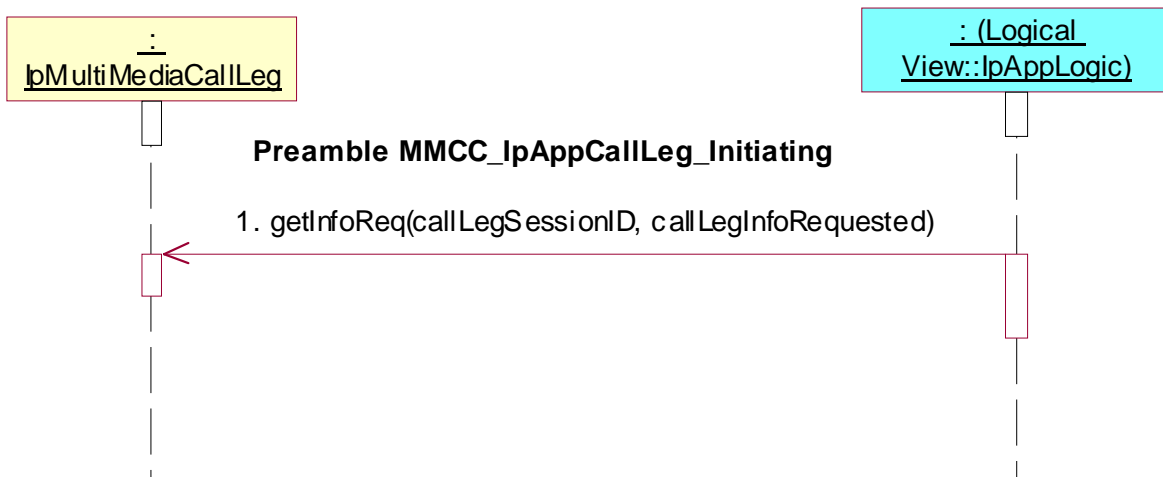 :
IpMultiMediaCallLeg
: (Logical
View::IpAppLogic)
Preamble MMCC_IpAppCallLeg_Initiating
1. getInfoReq(callLegSessionID, callLegInfoRequested)